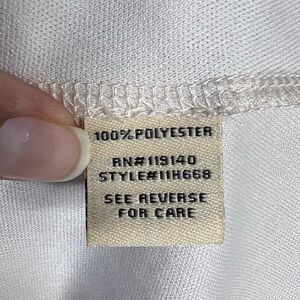 100% POLYESTER
RN#119140
STYLE#11H668
SEE REVERSE
FOR CARE